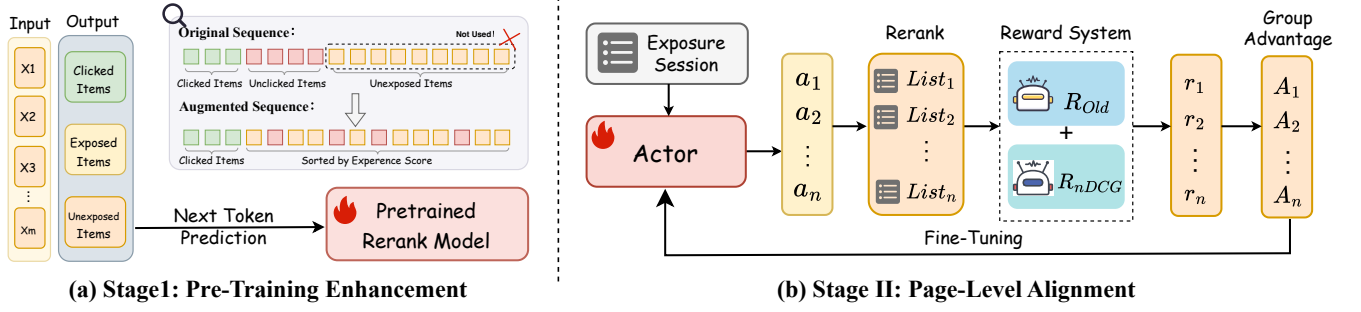 Input
Output
X1
X2
X3
⋮
Xm
Clicked
Items
Exposed
Items
Unexposed
Items
Original Sequence:
Not Used!
Clicked Items
Unclicked Items
Unexposed Items
Augmented Sequence:
Clicked Items
Sorted by Experence Score
Next Token
Prediction
Pretrained
Rerank Model
(a) Stage1: Pre-Training Enhancement
Exposure
Session
Actor
a₁
a₂
⋮
aₙ
Rerank
List₁
List₂
⋮
Listₙ
Reward System
R_Old
+
R_nDCG
r₁
r₂
⋮
rₙ
Group
Advantage
A₁
A₂
⋮
Aₙ
Fine-Tuning
(b) Stage II: Page-Level Alignment